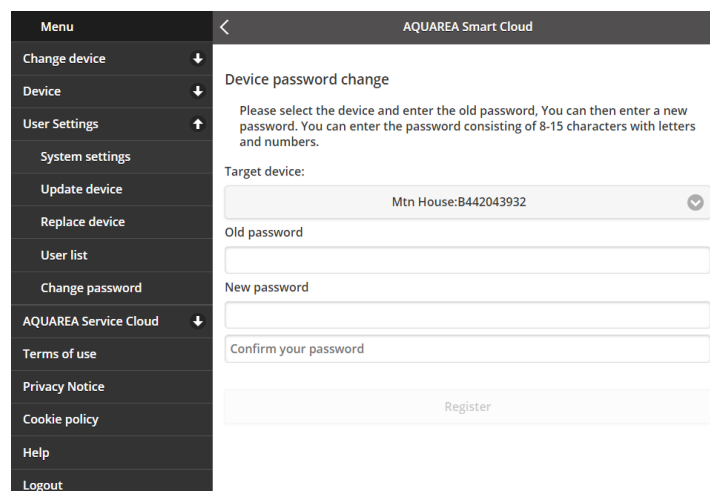 Menu
AQUAREA Smart Cloud
Change device
Device
User Settings
System settings
Update device
Replace device
User list
Change password
AQUAREA Service Cloud
Terms of use
Privacy Notice
Cookie policy
Help
Logout
Device password change
Please select the device and enter the old password, You can then enter a new
password. You can enter the password consisting of 8-15 characters with letters
and numbers.
Target device:
Mtn House:B442043932
Old password
New password
Confirm your password
Register